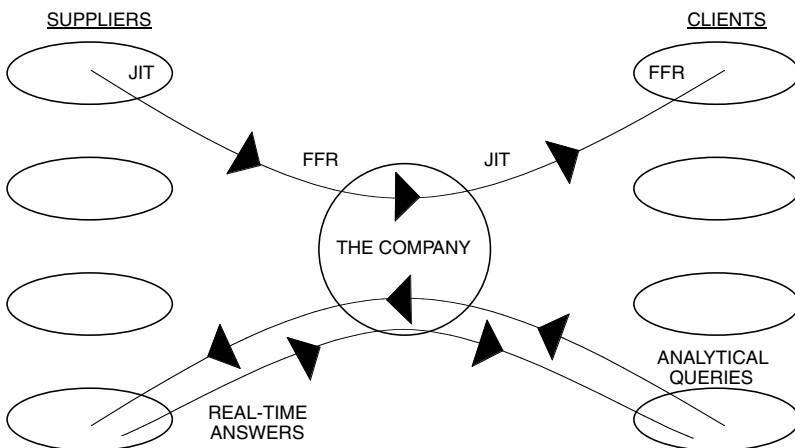 SUPPLIERS
CLIENTS
JIT
FFR
FFR
JIT
THE COMPANY
ANALYTICAL
QUERIES
REAL-TIME
ANSWERS